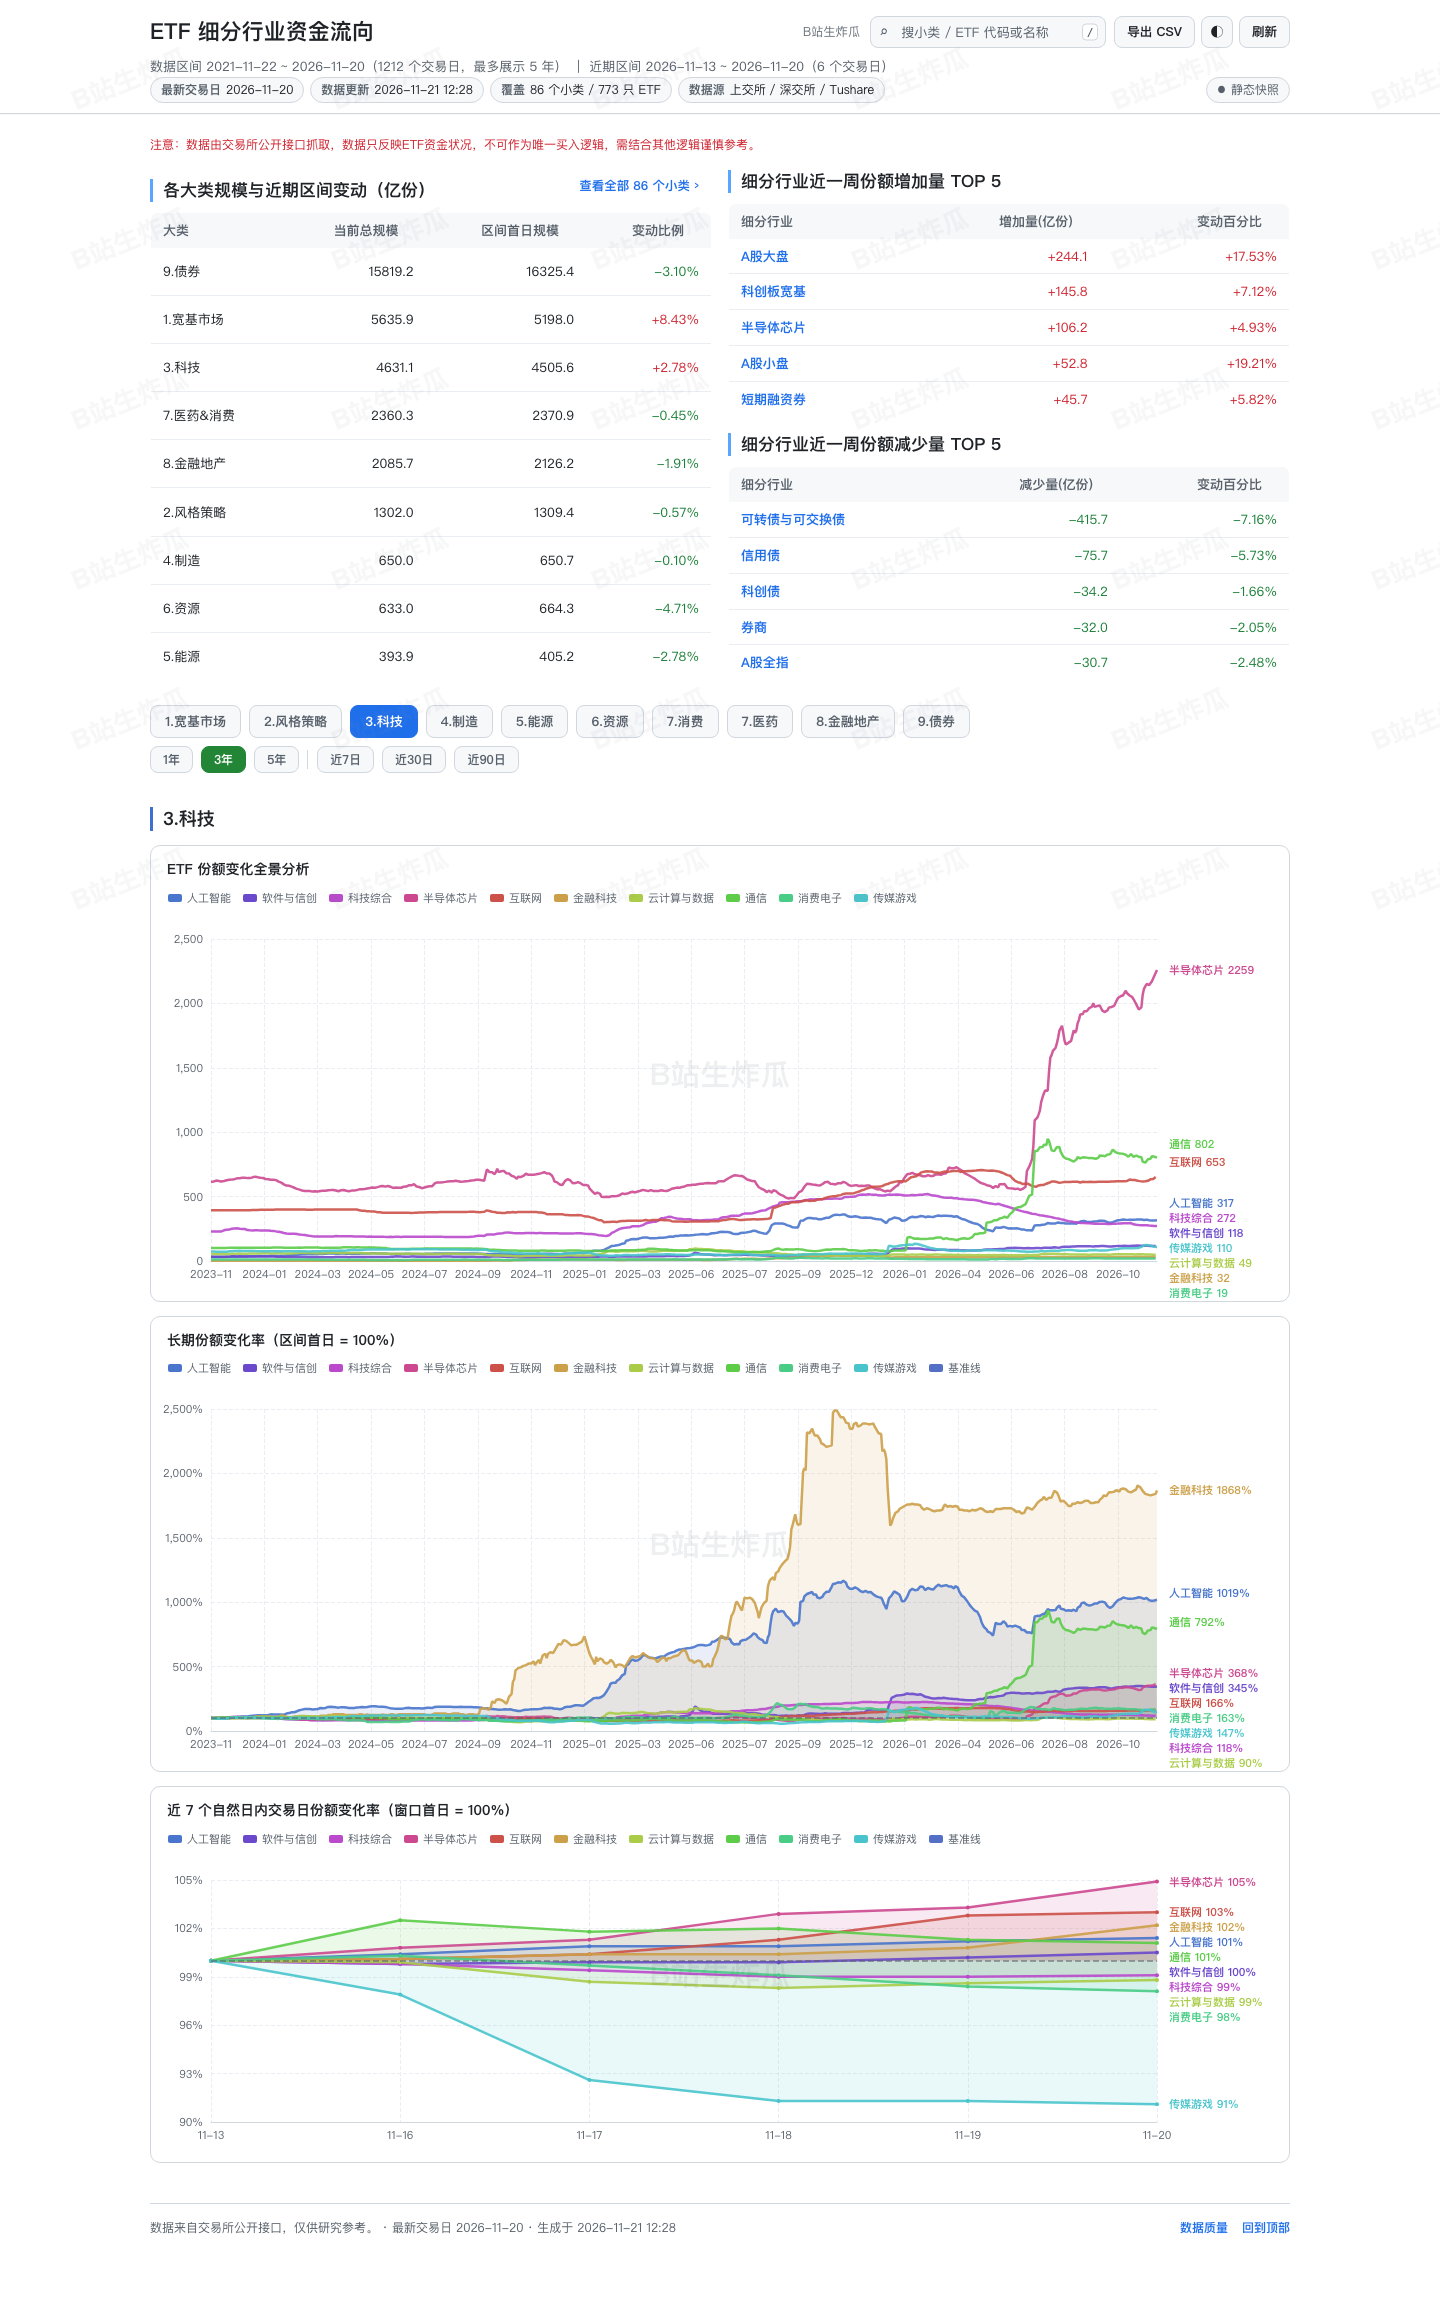 ETF 细分行业资金流向
B站生炸瓜
搜小类 / ETF 代码或名称 /
导出 CSV
刷新
数据区间 2021-11-22 ~ 2026-11-20（1212 个交易日，最多展示 5 年） | 近期区间 2026-11-13 ~ 2026-11-20（6 个交易日）
最新交易日 2026-11-20 数据更新 2026-11-21 12:28 覆盖 86 个小类 / 773 只 ETF 数据源 上交所 / 深交所 / Tushare
静态快照
注意：数据由交易所公开接口抓取，数据只反映ETF资金状况，不可作为唯一买入逻辑，需结合其他逻辑谨慎参考。
各大类规模与近期区间变动（亿份）
查看全部 86 个小类 ›
大类 当前总规模 区间首日规模 变动比例
9.债券 15819.2 16325.4 -3.10%
1.宽基市场 5635.9 5198.0 +8.43%
3.科技 4631.1 4505.6 +2.78%
7.医药&消费 2360.3 2370.9 -0.45%
8.金融地产 2085.7 2126.2 -1.91%
2.风格策略 1302.0 1309.4 -0.57%
4.制造 650.0 650.7 -0.10%
6.资源 633.0 664.3 -4.71%
5.能源 393.9 405.2 -2.78%
细分行业近一周份额增加量 TOP 5
细分行业 增加量(亿份) 变动百分比
A股大盘 +244.1 +17.53%
科创板宽基 +145.8 +7.12%
半导体芯片 +106.2 +4.93%
A股小盘 +52.8 +19.21%
短期融资券 +45.7 +5.82%
细分行业近一周份额减少量 TOP 5
细分行业 减少量(亿份) 变动百分比
可转债与可交换债 -415.7 -7.16%
信用债 -75.7 -5.73%
科创债 -34.2 -1.66%
券商 -32.0 -2.05%
A股全指 -30.7 -2.48%
1.宽基市场 2.风格策略 3.科技 4.制造 5.能源 6.资源 7.消费 7.医药 8.金融地产 9.债券
1年 3年 5年 近7日 近30日 近90日
3.科技
ETF 份额变化全景分析
人工智能 软件与信创 科技综合 半导体芯片 互联网 金融科技 云计算与数据 通信 消费电子 传媒游戏
2,500
2,000
1,500
1,000
500
0
2023-11 2024-01 2024-03 2024-05 2024-07 2024-09 2024-11 2025-01 2025-03 2025-06 2025-07 2025-09 2025-12 2026-01 2026-04 2026-06 2026-08 2026-10
半导体芯片 2259
通信 802
互联网 653
人工智能 317
科技综合 272
软件与信创 118
传媒游戏 110
云计算与数据 49
金融科技 32
消费电子 19
B站生炸瓜
长期份额变化率（区间首日 = 100%）
人工智能 软件与信创 科技综合 半导体芯片 互联网 金融科技 云计算与数据 通信 消费电子 传媒游戏 基准线
2,500%
2,000%
1,500%
1,000%
500%
0%
2023-11 2024-01 2024-03 2024-05 2024-07 2024-09 2024-11 2025-01 2025-03 2025-06 2025-07 2025-09 2025-12 2026-01 2026-04 2026-06 2026-08 2026-10
金融科技 1868%
人工智能 1019%
通信 792%
半导体芯片 368%
软件与信创 345%
互联网 166%
消费电子 163%
传媒游戏 147%
科技综合 118%
云计算与数据 90%
B站生炸瓜
近 7 个自然日内交易日份额变化率（窗口首日 = 100%）
人工智能 软件与信创 科技综合 半导体芯片 互联网 金融科技 云计算与数据 通信 消费电子 传媒游戏 基准线
105%
102%
99%
96%
93%
90%
11-13 11-16 11-17 11-18 11-19 11-20
半导体芯片 105%
互联网 103%
金融科技 102%
人工智能 101%
通信 101%
软件与信创 100%
科技综合 99%
云计算与数据 99%
消费电子 98%
传媒游戏 91%
B站生炸瓜
数据来自交易所公开接口，仅供研究参考。 · 最新交易日 2026-11-20 · 生成于 2026-11-21 12:28
数据质量 回到顶部